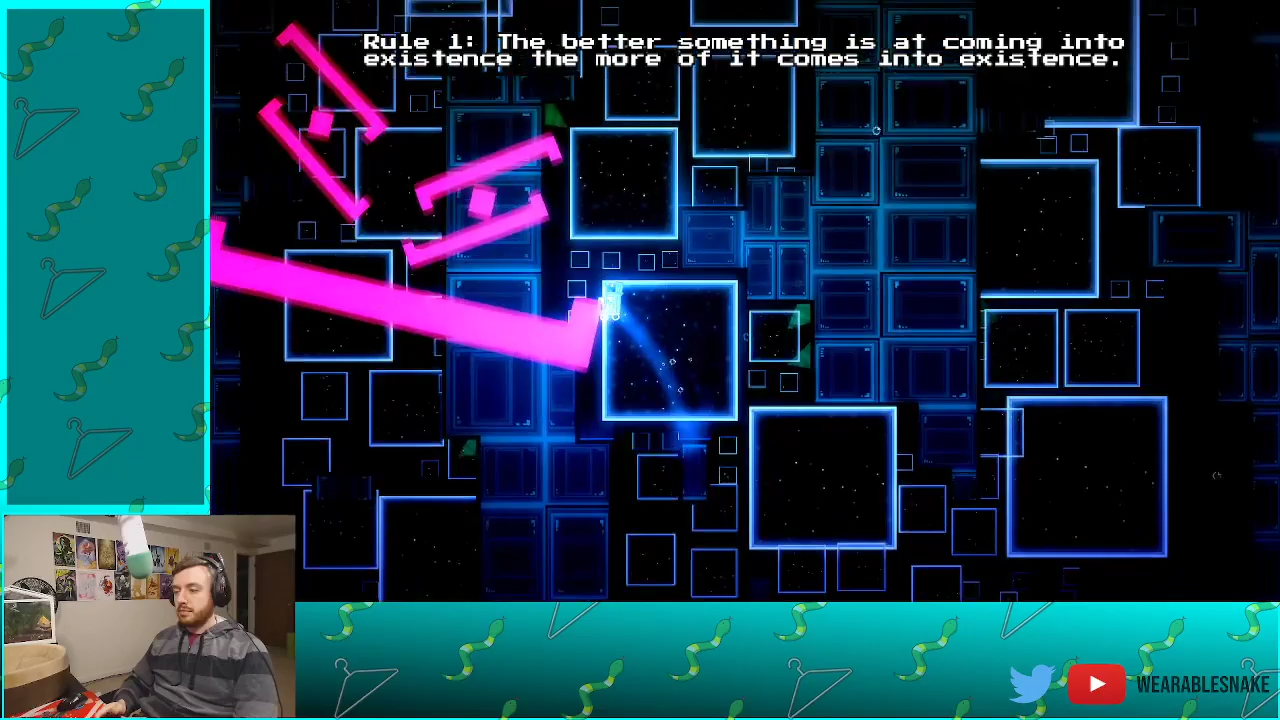 Rule 1: The better something is at coming into
existence the more of it comes into existence.
WEARABLESNAKE